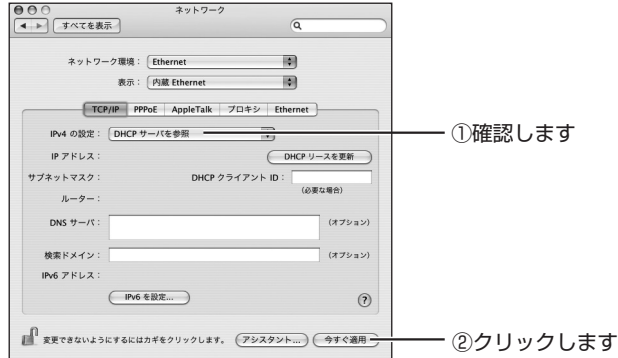 ネットワーク
すべてを表示
ネットワーク環境： Ethernet
表示： 内蔵 Ethernet
TCP/IP PPPoE AppleTalk プロキシ Ethernet
IPv4 の設定： DHCP サーバを参照 ①確認します
IP アドレス： DHCP リースを更新
サブネットマスク： DHCP クライアント ID：
（必要な場合）
ルーター：
DNS サーバ： （オプション）
検索ドメイン： （オプション）
IPv6 アドレス：
IPv6 を設定... ?
変更できないようにするにはカギをクリックします。 アシスタント... 今すぐ適用 ②クリックします